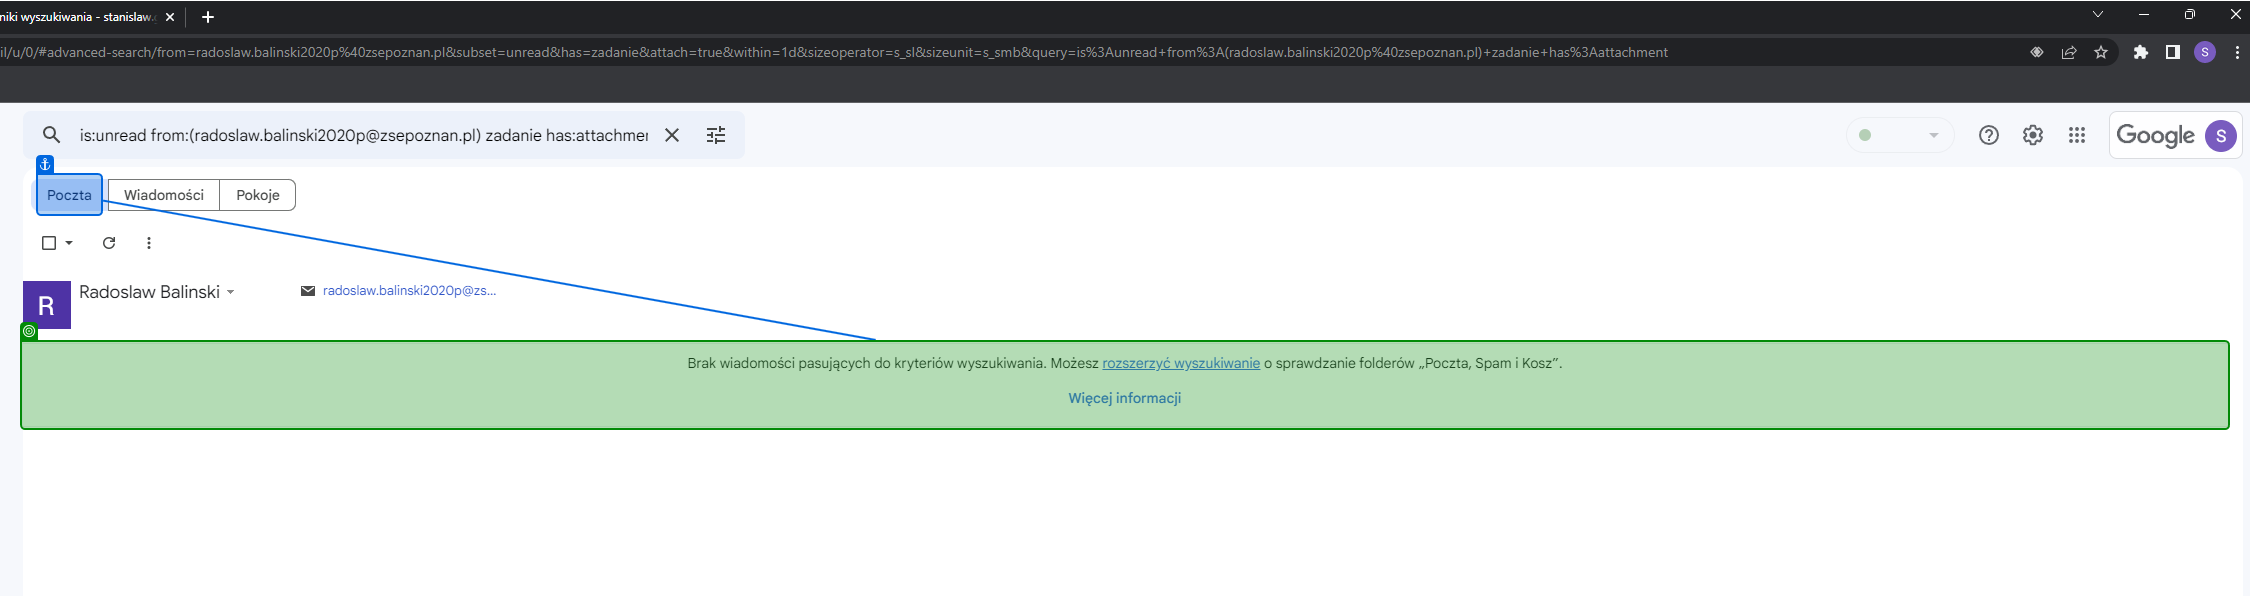 niki wyszukiwania - stanislaw.
il/u/0/#advanced-search/from=radoslaw.balinski2020p%40zsepoznan.pl&subset=unread&has=zadanie&attach=true&within=1d&sizeoperator=s_sl&sizeunit=s_smb&query=is%3Aunread+from%3A(radoslaw.balinski2020p%40zsepoznan.pl)+zadanie+has%3Aattachment
S
is:unread from:(radoslaw.balinski2020p@zsepoznan.pl) zadanie has:attachmer
Google S
Poczta Wiadomości Pokoje
R Radoslaw Balinski radoslaw.balinski2020p@zs...
Brak wiadomości pasujących do kryteriów wyszukiwania. Możesz rozszerzyć wyszukiwanie o sprawdzanie folderów „Poczta, Spam i Kosz”.
Więcej informacji